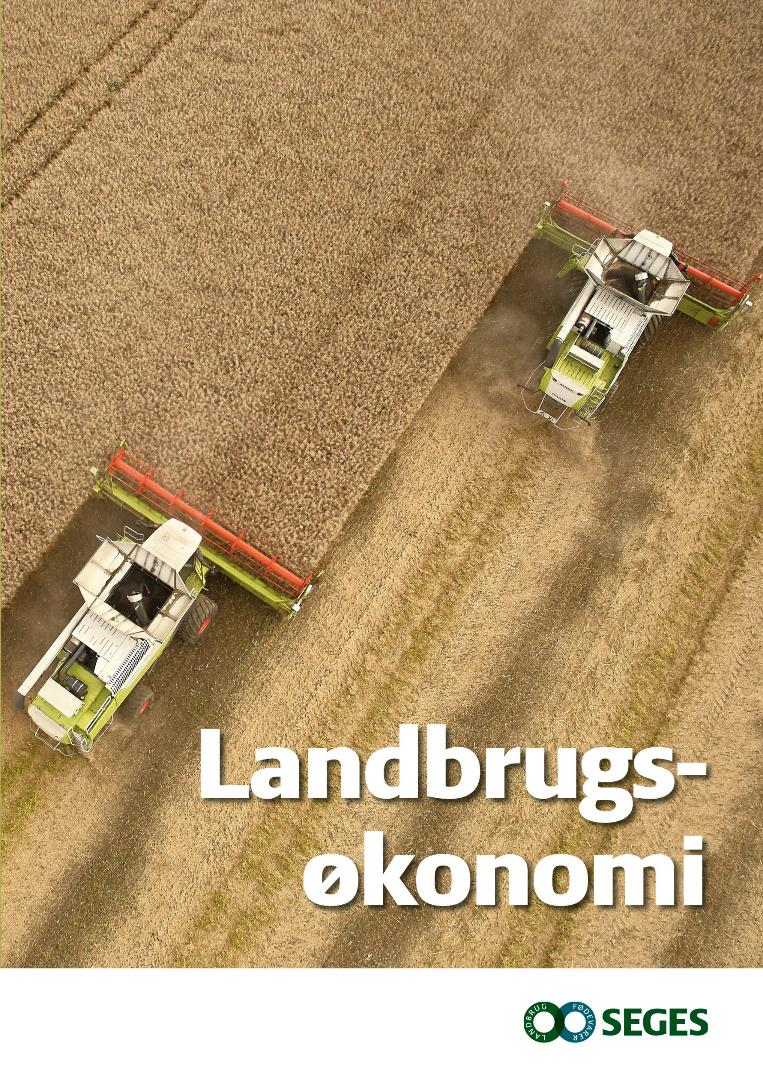 Landbrugs-
økonomi
LANDBRUG FØDEVARER
SEGES